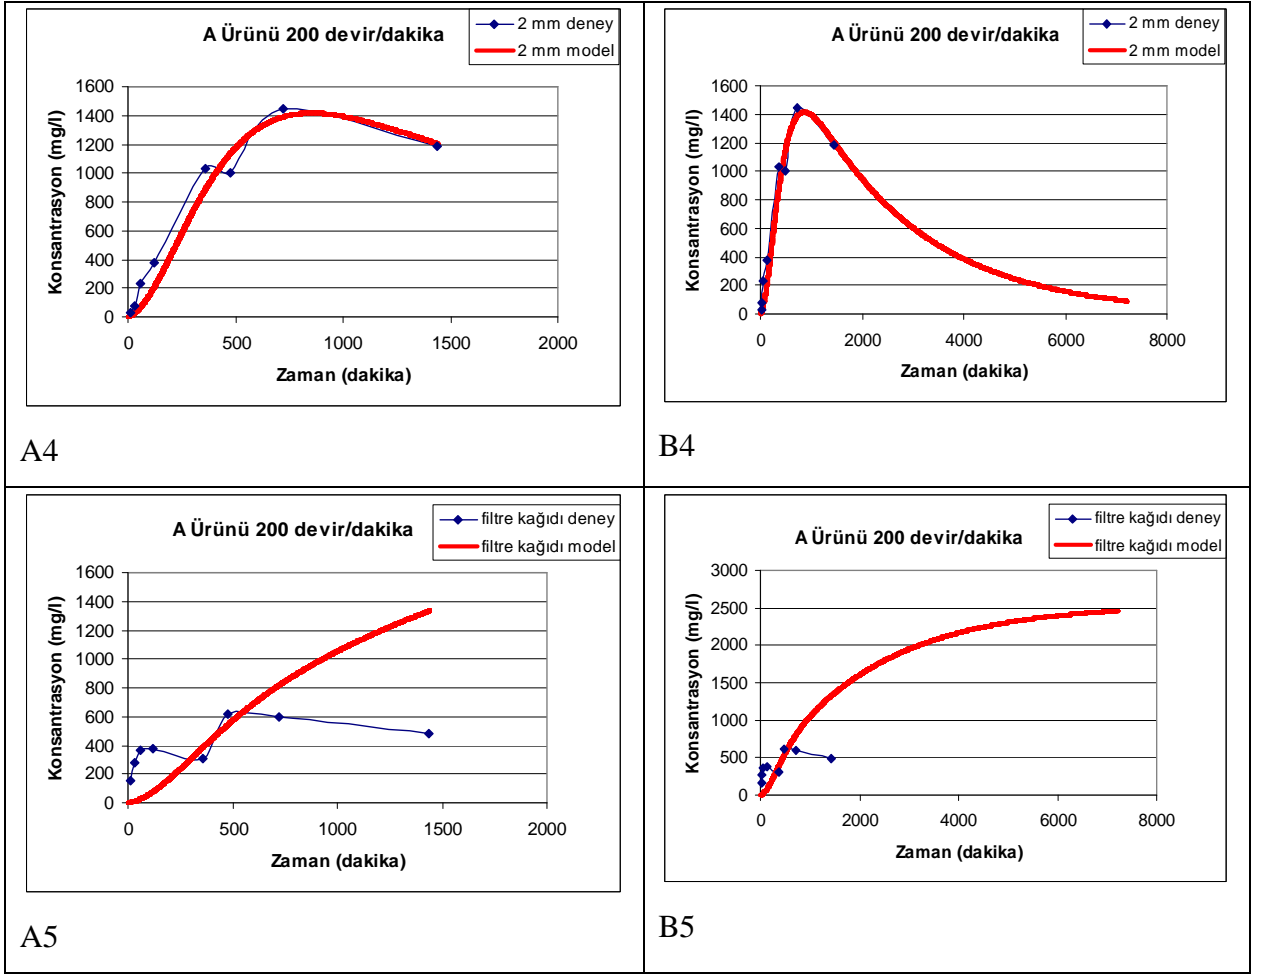 A Ürünü 200 devir/dakika
2 mm deney
2 mm model
Konsantrasyon (mg/l)
1600
1400
1200
1000
800
600
400
200
0
0 500 1000 1500 2000
Zaman (dakika)
A4
A Ürünü 200 devir/dakika
2 mm deney
2 mm model
Konsantrasyon (mg/l)
1600
1400
1200
1000
800
600
400
200
0
0 2000 4000 6000 8000
Zaman (dakika)
B4
A Ürünü 200 devir/dakika
filtre kağıdı deney
filtre kağıdı model
Konsantrasyon (mg/l)
1600
1400
1200
1000
800
600
400
200
0
0 500 1000 1500 2000
Zaman (dakika)
A5
A Ürünü 200 devir/dakika
filtre kağıdı deney
filtre kağıdı model
Konsantrasyon (mg/l)
3000
2500
2000
1500
1000
500
0
0 2000 4000 6000 8000
Zaman (dakika)
B5